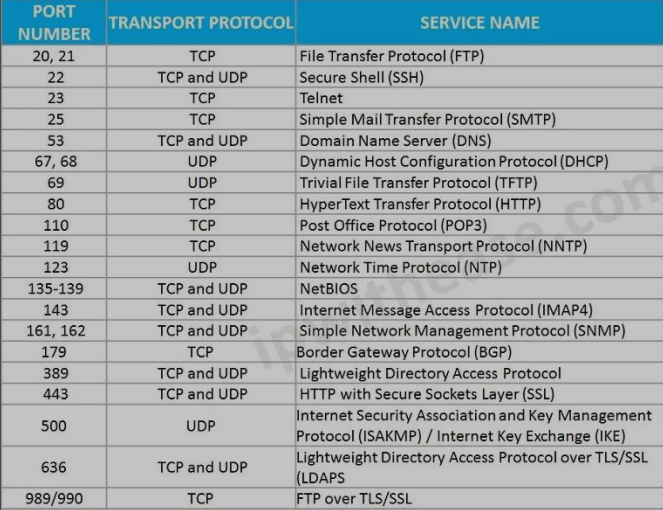 PORT NUMBER TRANSPORT PROTOCOL SERVICE NAME
20, 21 TCP File Transfer Protocol (FTP)
22 TCP and UDP Secure Shell (SSH)
23 TCP Telnet
25 TCP Simple Mail Transfer Protocol (SMTP)
53 TCP and UDP Domain Name Server (DNS)
67, 68 UDP Dynamic Host Configuration Protocol (DHCP)
69 UDP Trivial File Transfer Protocol (TFTP)
80 TCP HyperText Transfer Protocol (HTTP)
110 TCP Post Office Protocol (POP3)
119 TCP Network News Transport Protocol (NNTP)
123 UDP Network Time Protocol (NTP)
135-139 TCP and UDP NetBIOS
143 TCP and UDP Internet Message Access Protocol (IMAP4)
161, 162 TCP and UDP Simple Network Management Protocol (SNMP)
179 TCP Border Gateway Protocol (BGP)
389 TCP and UDP Lightweight Directory Access Protocol
443 TCP and UDP HTTP with Secure Sockets Layer (SSL)
500 UDP Internet Security Association and Key Management
Protocol (ISAKMP) / Internet Key Exchange (IKE)
636 TCP and UDP Lightweight Directory Access Protocol over TLS/SSL
(LDAPS
989/990 TCP FTP over TLS/SSL
ipwithease.com